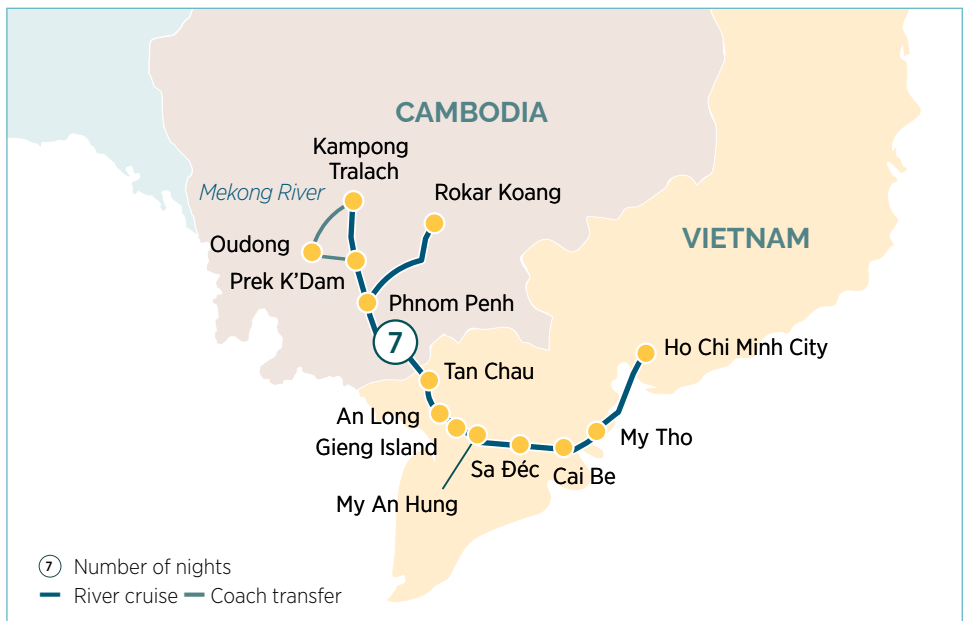 CAMBODIA
Kampong
Tralach
Mekong River
Rokar Koang
Oudong
VIETNAM
Prek K’Dam
Phnom Penh
7
Ho Chi Minh City
Tan Chau
An Long
Gieng Island
My Tho
Sa Đéc
Cai Be
My An Hung
7 Number of nights
River cruise
Coach transfer